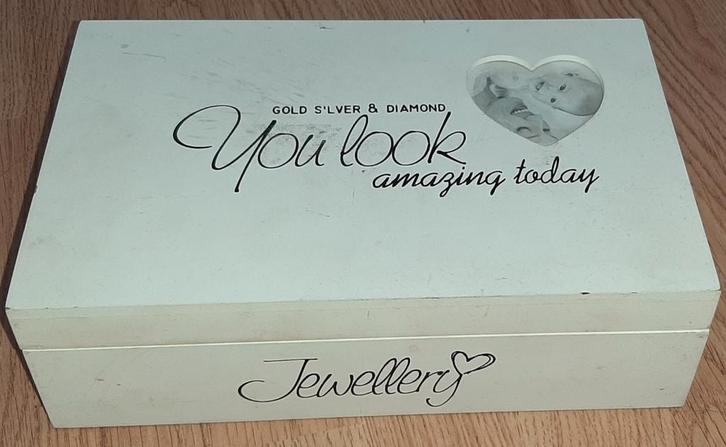 GOLD S'LVER & DIAMOND
You look
amazing today
Jewellery